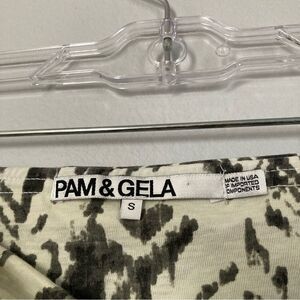 PAM & GELA
S
MADE IN USA
OF IMPORTED
COMPONENTS